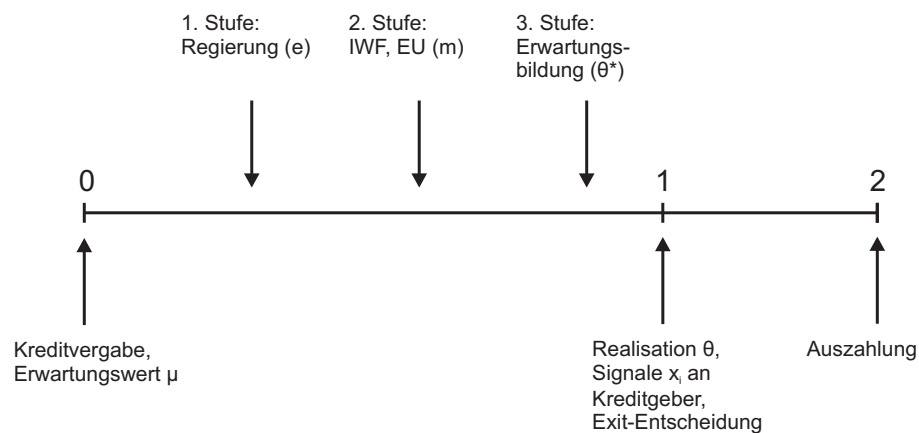 1. Stufe:
Regierung (e)
2. Stufe:
IWF, EU (m)
3. Stufe:
Erwartungs-
bildung (θ*)
0
1
2
Kreditvergabe,
Erwartungswert µ
Realisation θ,
Signale xᵢ an
Kreditgeber,
Exit-Entscheidung
Auszahlung